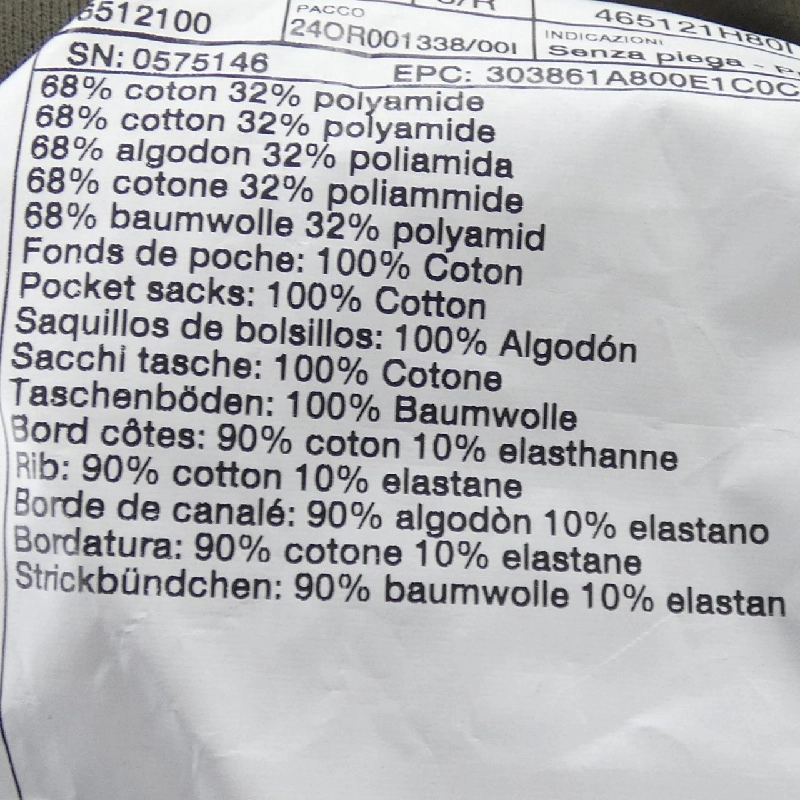 5512100
PACCO
24OR001338/001
465121H801
INDICAZIONI
Senza piega -
SN: 0575146
EPC: 303861A800E1C0C
68% coton 32% polyamide
68% cotton 32% polyamide
68% algodon 32% poliamida
68% cotone 32% poliammide
68% baumwolle 32% polyamid
Fonds de poche: 100% Coton
Pocket sacks: 100% Cotton
Saquillos de bolsillos: 100% Algodón
Sacchi tasche: 100% Cotone
Taschenböden: 100% Baumwolle
Bord côtes: 90% coton 10% elasthanne
Rib: 90% cotton 10% elastane
Borde de canalé: 90% algodòn 10% elastano
Bordatura: 90% cotone 10% elastane
Strickbündchen: 90% baumwolle 10% elastan